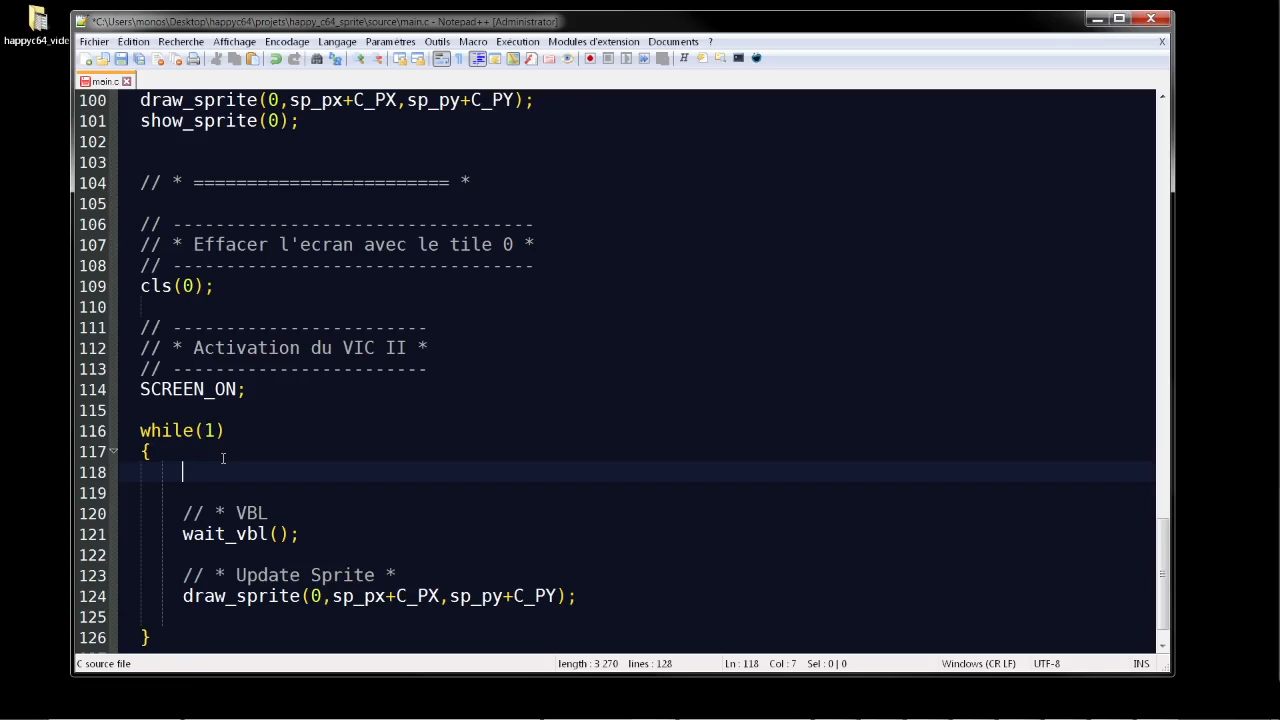 happyc64_vide
*C:\Users\monos\Desktop\happyc64\projets\happy_c64_sprite\source\main.c - Notepad++ [Administrator]
Fichier Édition Recherche Affichage Encodage Langage Paramètres Outils Macro Exécution Modules d'extension Documents ? X
main.c
100 draw_sprite(0,sp_px+C_PX,sp_py+C_PY);
101 show_sprite(0);
102
103
104 // * ======================== *
105
106 // ----------------------------------
107 // * Effacer l'ecran avec le tile 0 *
108 // ----------------------------------
109 cls(0);
110
111 // ------------------------
112 // * Activation du VIC II *
113 // ------------------------
114 SCREEN_ON;
115
116 while(1)
117 {
118
119
120 // * VBL
121 wait_vbl();
122
123 // * Update Sprite *
124 draw_sprite(0,sp_px+C_PX,sp_py+C_PY);
125
126 }
C source file length : 3 270 lines : 128 Ln : 118 Col : 7 Sel : 0 | 0 Windows (CR LF) UTF-8 INS